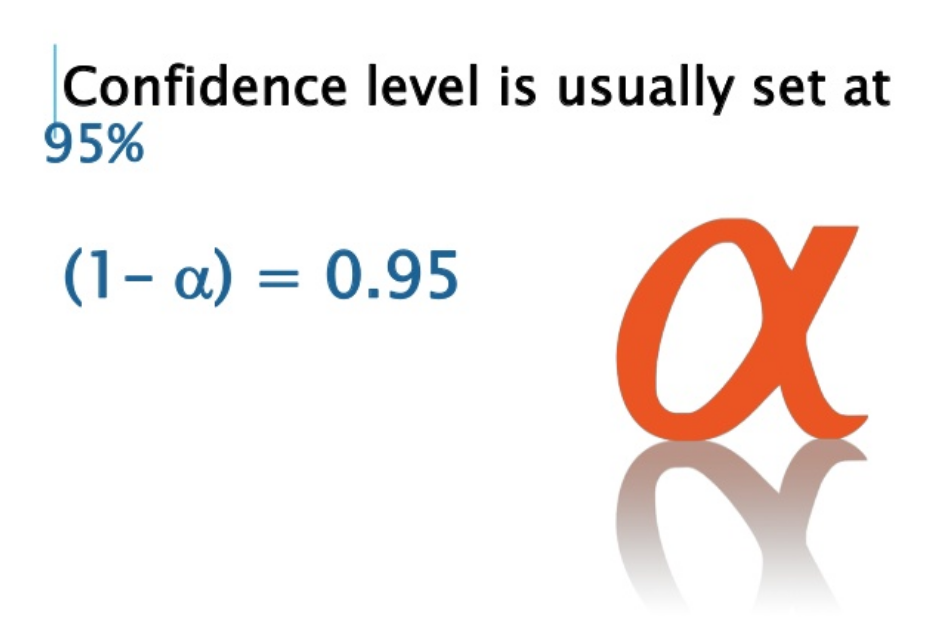 Confidence level is usually set at
95%
(1- α) = 0.95
α